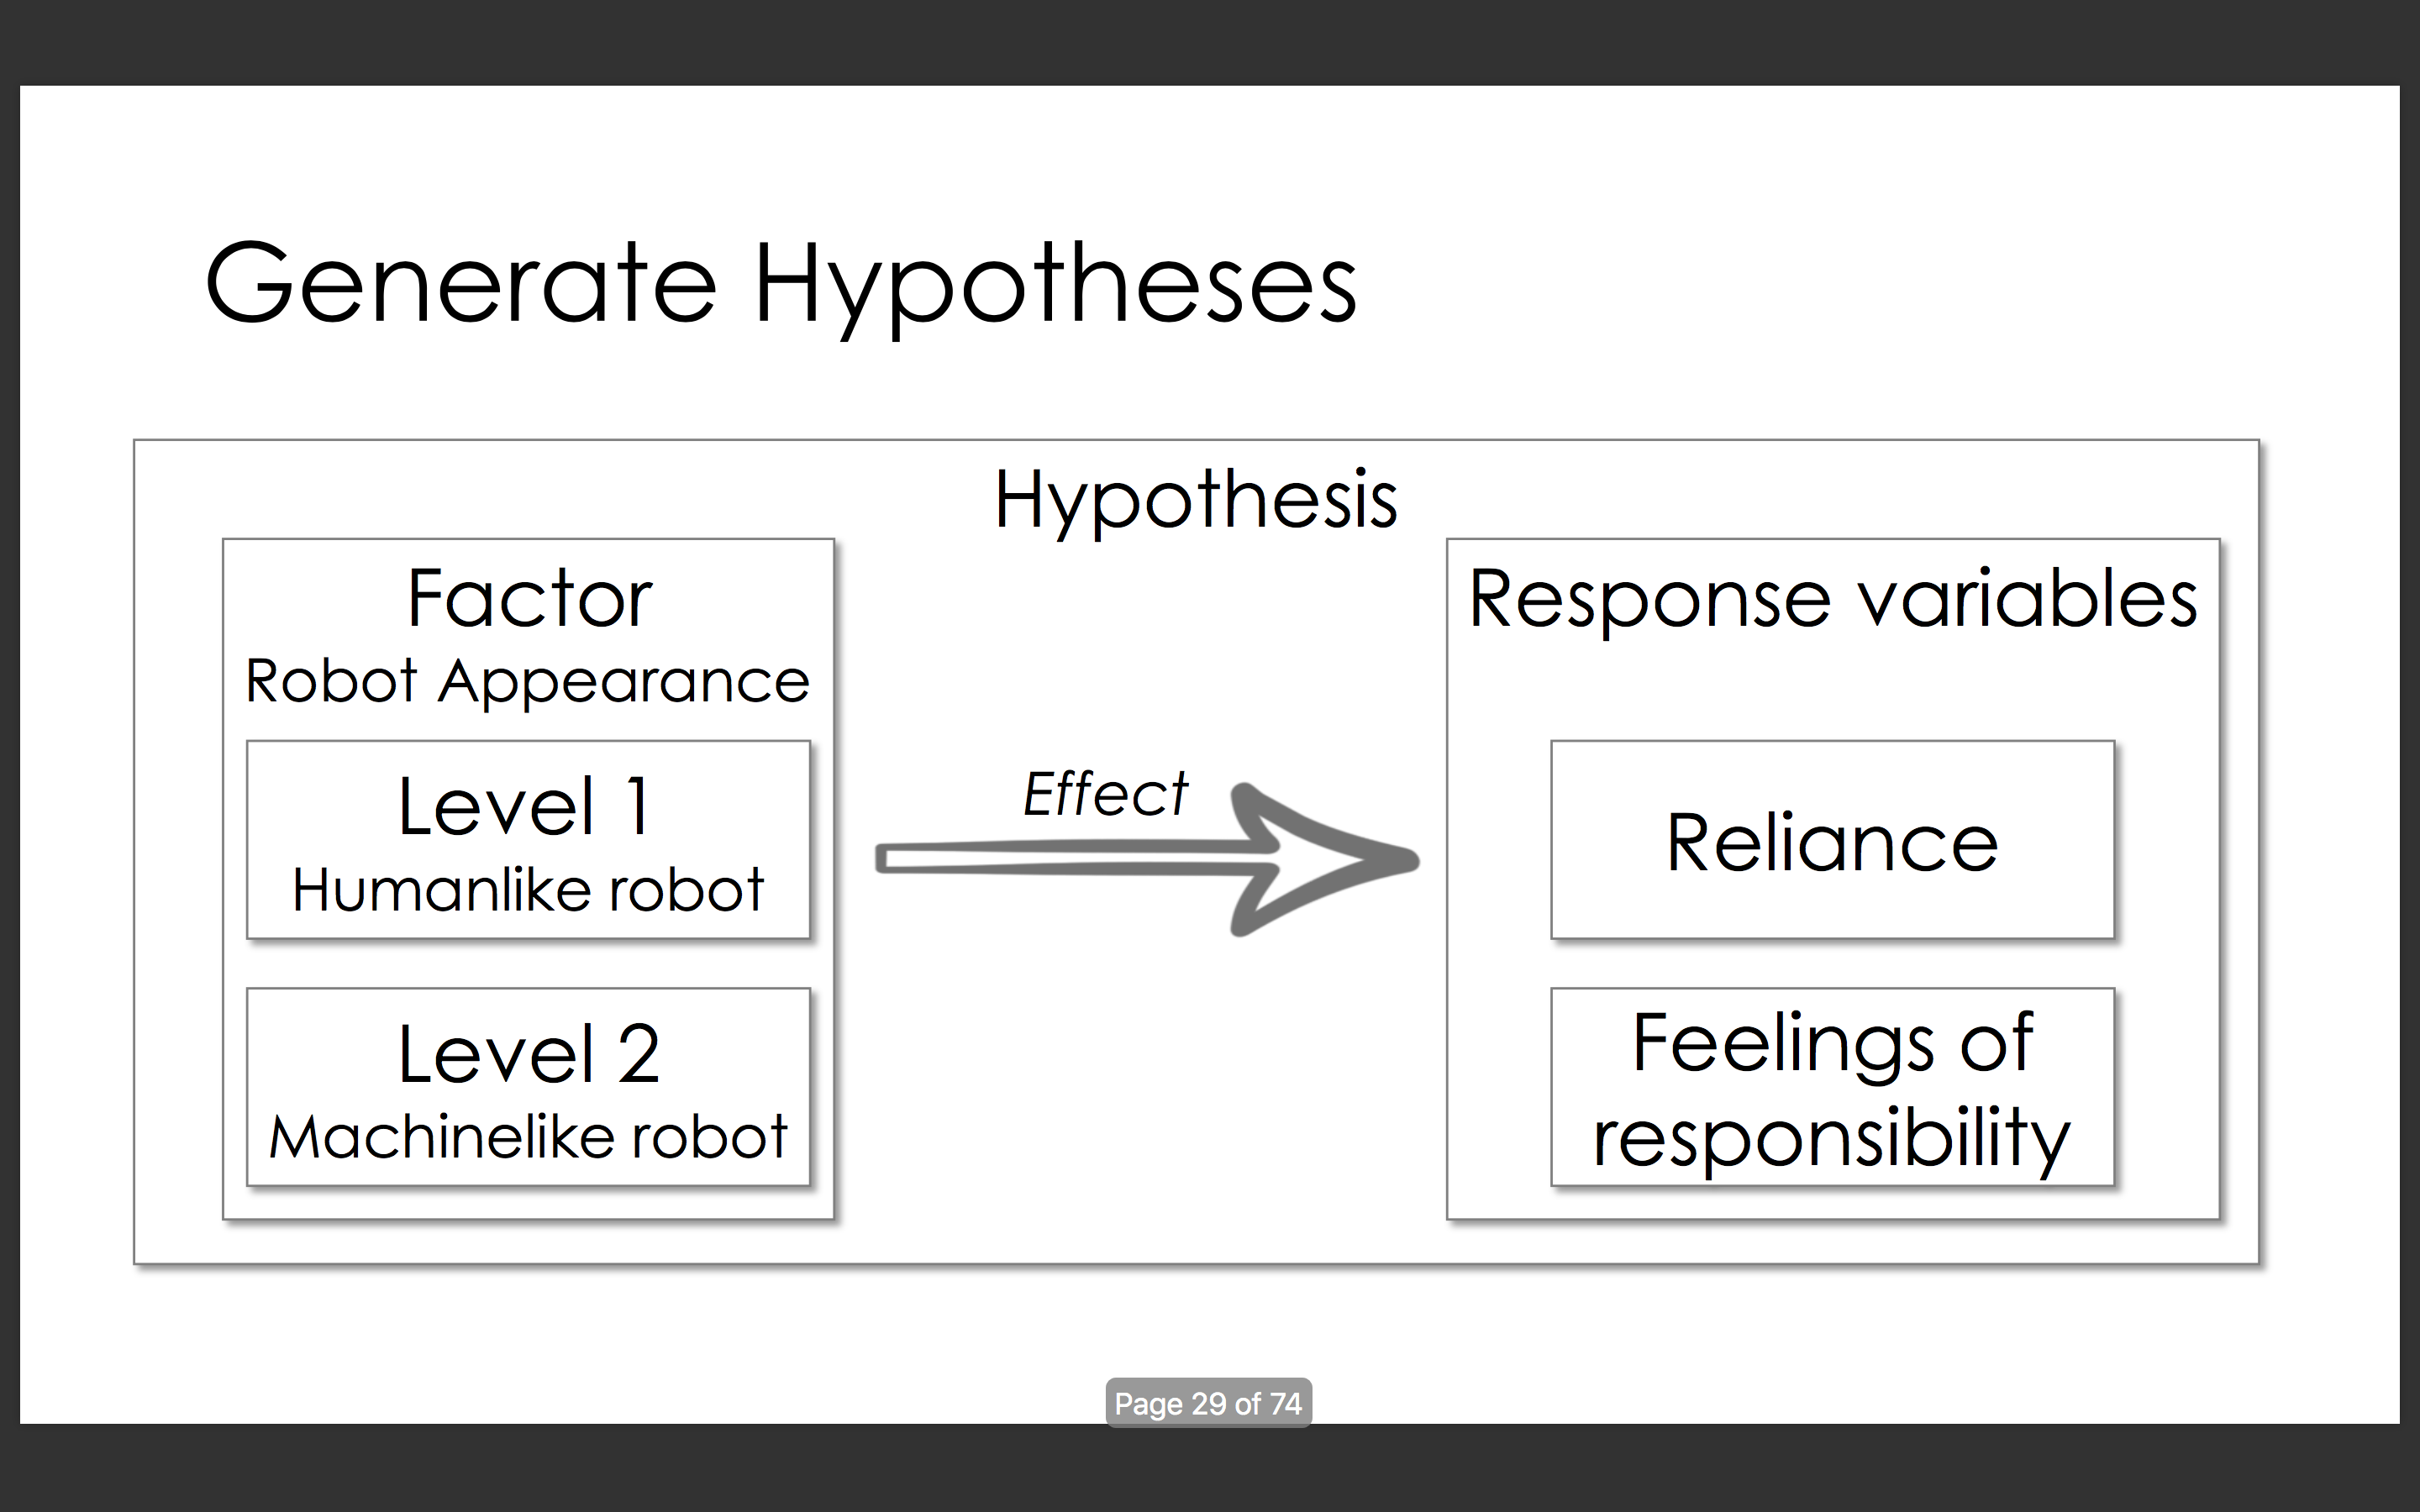 Generate Hypotheses
Hypothesis
Factor
Robot Appearance
Level 1
Humanlike robot
Level 2
Machinelike robot
Effect
Response variables
Reliance
Feelings of
responsibility
Page 29 of 74